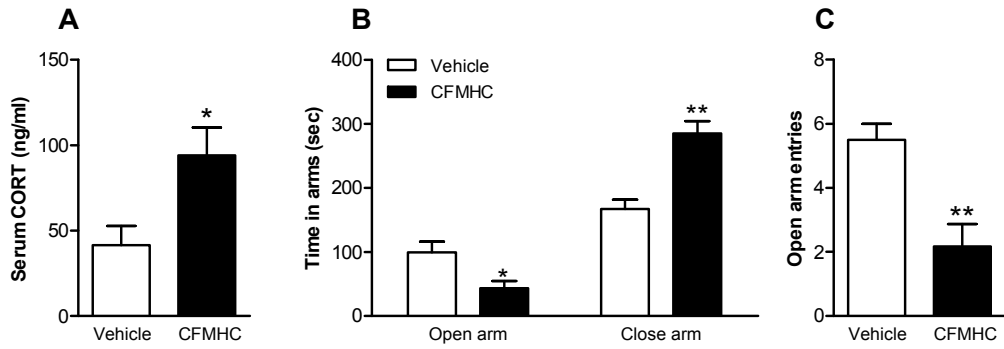 A
Serum CORT (ng/ml)
150
100
50
0
*
Vehicle
CFMHC
B
Time in arms (sec)
400
300
200
100
0
Vehicle
CFMHC
*
**
Open arm
Close arm
C
Open arm entries
8
6
4
2
0
**
Vehicle
CFMHC